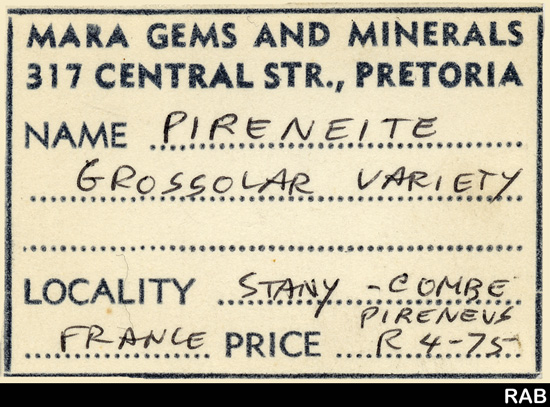 MARA GEMS AND MINERALS
317 CENTRAL STR., PRETORIA
NAME PIRENEITE
GROSSOLAR VARIETY
LOCALITY STANY - COMBE
PIRENEUS
FRANCE PRICE R 4-75
RAB